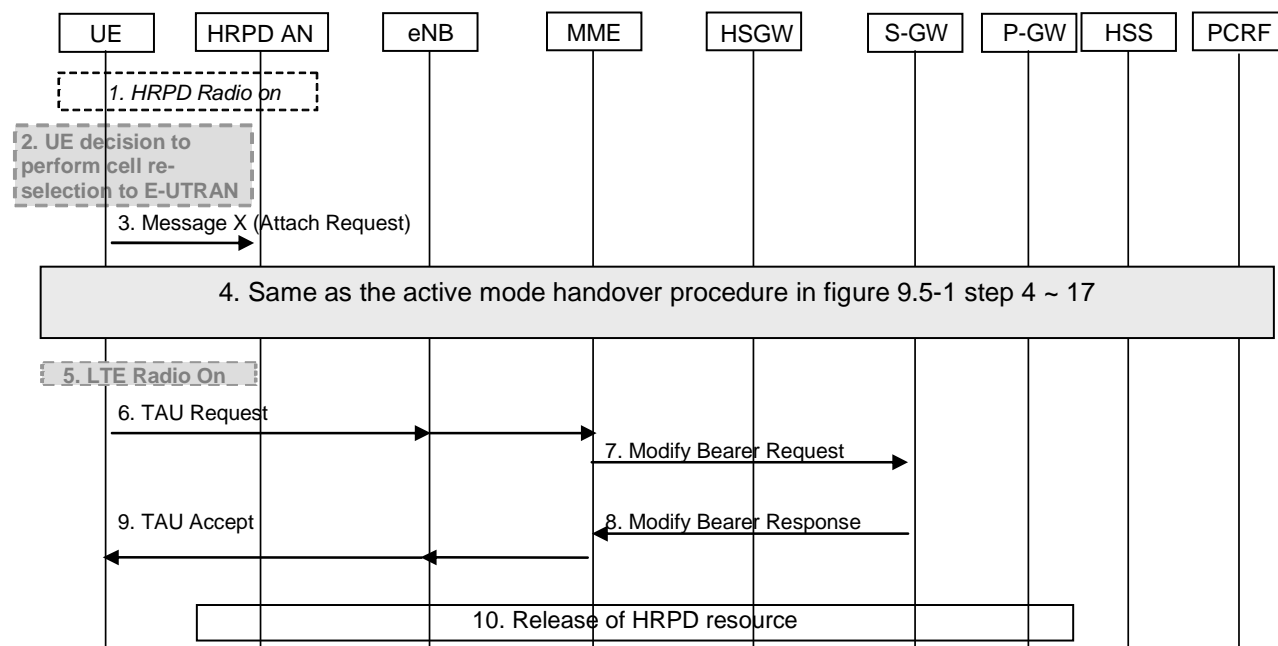 UE HRPD AN eNB MME HSGW S-GW P-GW HSS PCRF
1. HRPD Radio on
2. UE decision to
perform cell re-
selection to E-UTRAN
3. Message X (Attach Request)
4. Same as the active mode handover procedure in figure 9.5-1 step 4 ~ 17
5. LTE Radio On
6. TAU Request
7. Modify Bearer Request
9. TAU Accept
8. Modify Bearer Response
10. Release of HRPD resource